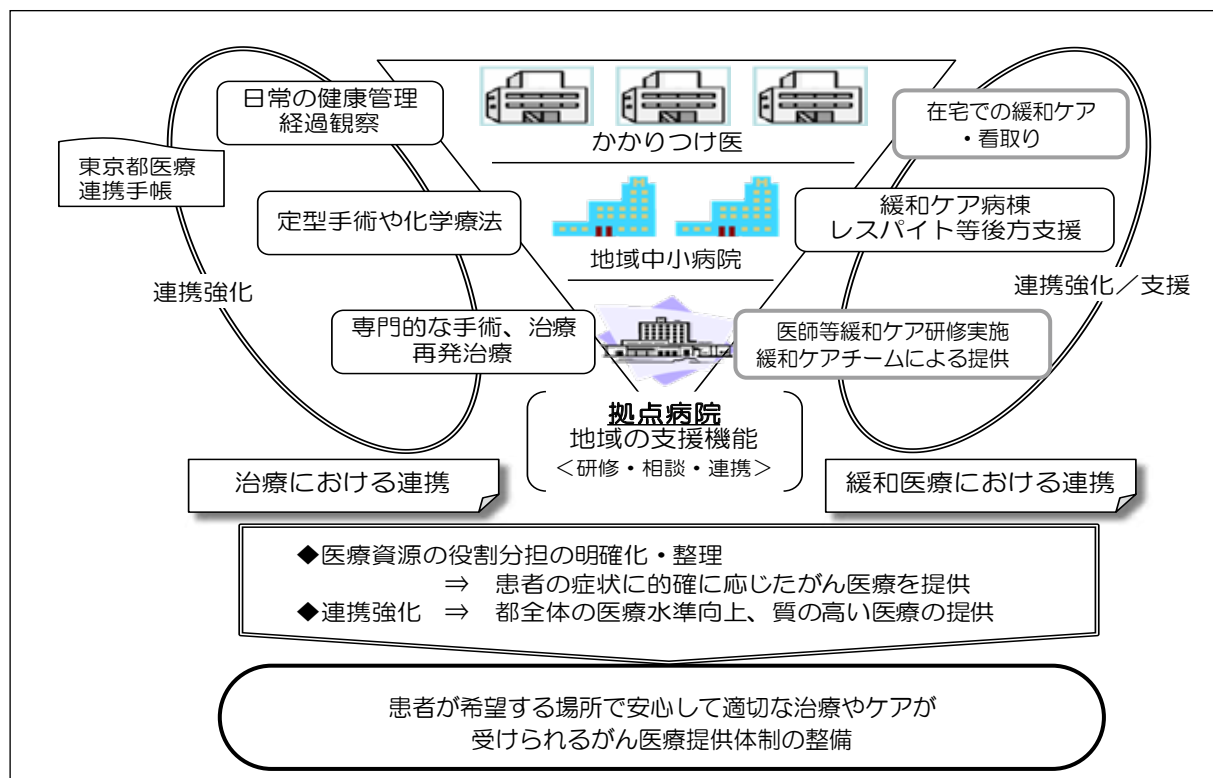 日常の健康管理
経過観察
かかりつけ医
在宅での緩和ケア
・看取り
東京都医療
連携手帳
定型手術や化学療法
地域中小病院
緩和ケア病棟
レスパイト等後方支援
連携強化
連携強化／支援
専門的な手術、治療
再発治療
医師等緩和ケア研修実施
緩和ケアチームによる提供
拠点病院
地域の支援機能
＜研修・相談・連携＞
治療における連携
緩和医療における連携
◆医療資源の役割分担の明確化・整理
⇒ 患者の症状に的確に応じたがん医療を提供
◆連携強化 ⇒ 都全体の医療水準向上、質の高い医療の提供
患者が希望する場所で安心して適切な治療やケアが
受けられるがん医療提供体制の整備